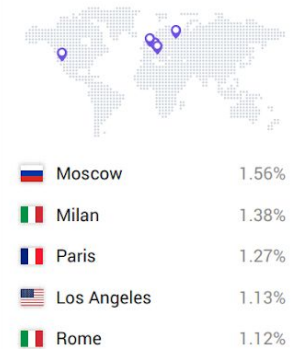 Moscow 1.56%
Milan 1.38%
Paris 1.27%
Los Angeles 1.13%
Rome 1.12%